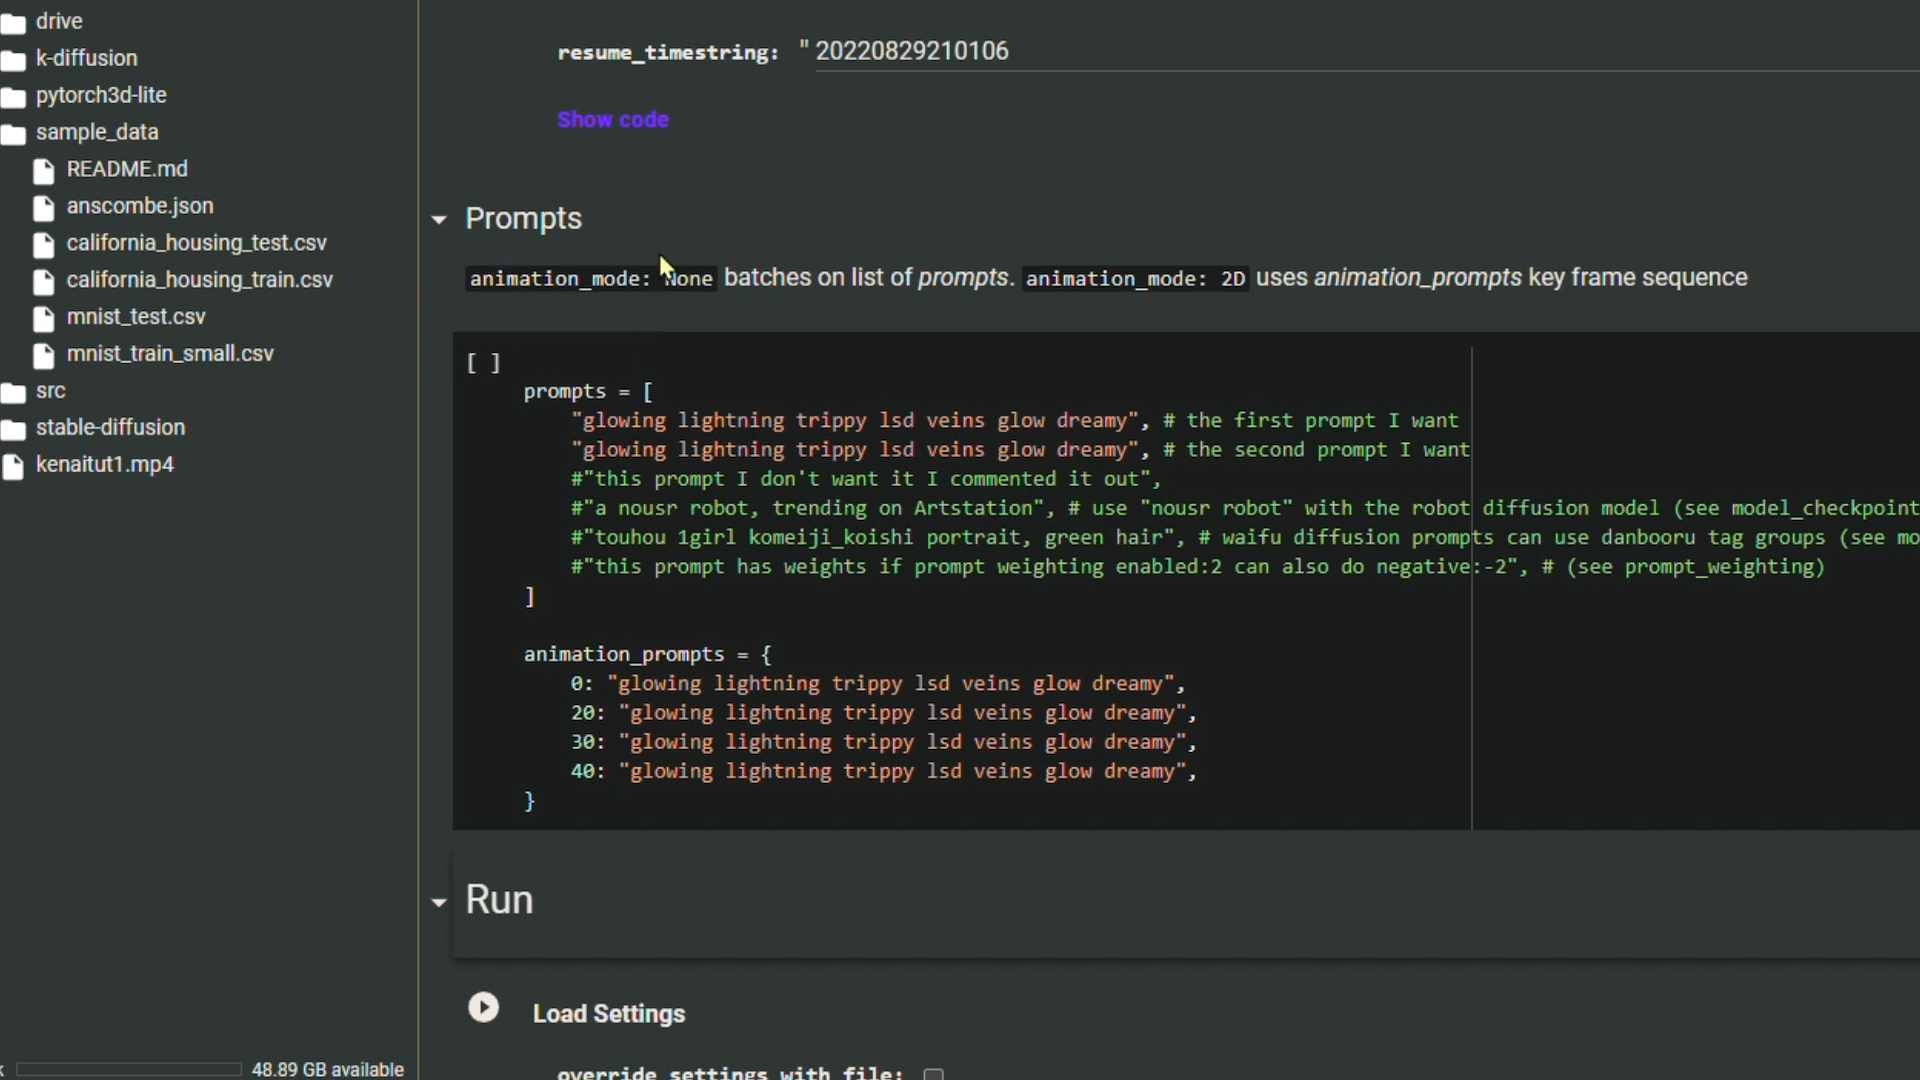 drive
k-diffusion
pytorch3d-lite
sample_data
README.md
anscombe.json
california_housing_test.csv
california_housing_train.csv
mnist_test.csv
mnist_train_small.csv
src
stable-diffusion
kenaitut1.mp4
48.89 GB available
resume_timestring: " 20220829210106
Show code
Prompts
animation_mode: None batches on list of prompts. animation_mode: 2D uses animation_prompts key frame sequence
[ ]
prompts = [
"glowing lightning trippy lsd veins glow dreamy", # the first prompt I want
"glowing lightning trippy lsd veins glow dreamy", # the second prompt I want
#"this prompt I don't want it I commented it out",
#"a nousr robot, trending on Artstation", # use "nousr robot" with the robot diffusion model (see model_checkpoint
#"touhou 1girl komeiji_koishi portrait, green hair", # waifu diffusion prompts can use danbooru tag groups (see mo
#"this prompt has weights if prompt weighting enabled:2 can also do negative:-2", # (see prompt_weighting)
]
animation_prompts = {
0: "glowing lightning trippy lsd veins glow dreamy",
20: "glowing lightning trippy lsd veins glow dreamy",
30: "glowing lightning trippy lsd veins glow dreamy",
40: "glowing lightning trippy lsd veins glow dreamy",
}
Run
Load Settings
override settings with file: